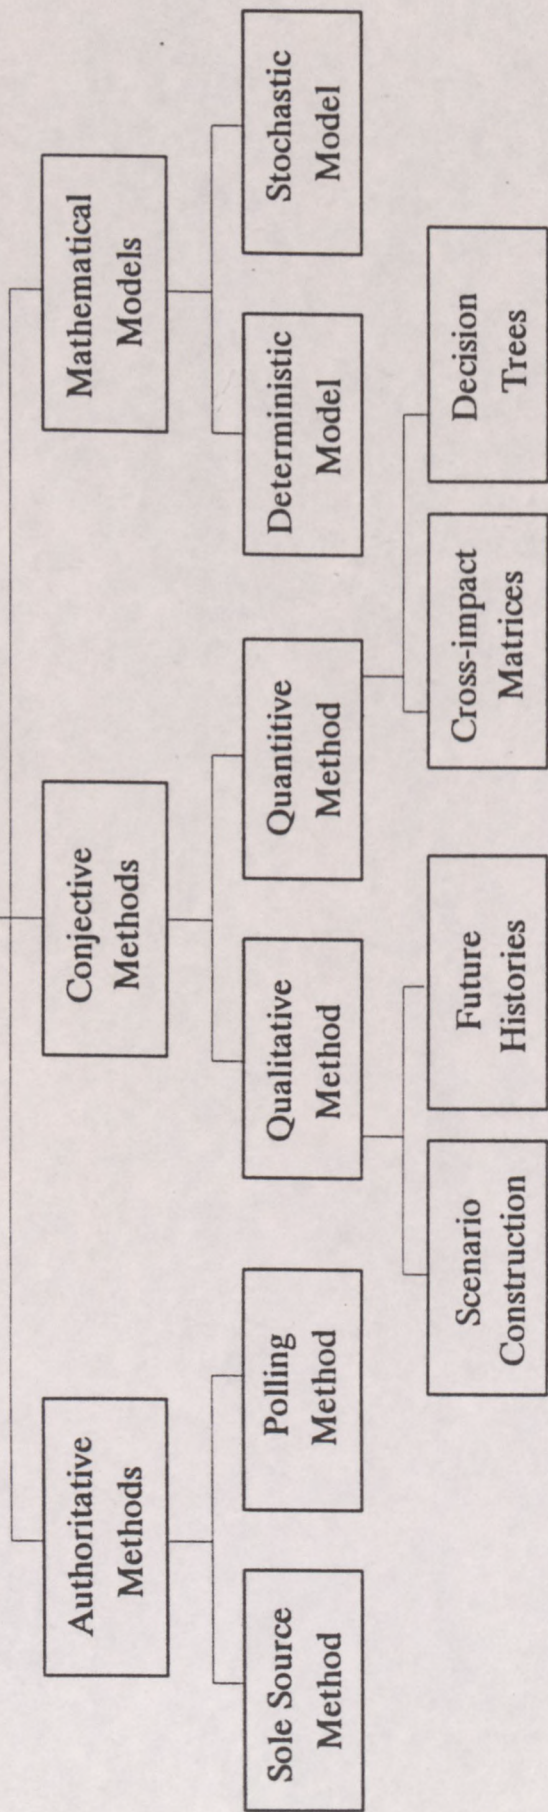 Authoritative
Methods
Conjective
Methods
Mathematical
Models
Sole Source
Method
Polling
Method
Qualitative
Method
Quantitive
Method
Deterministic
Model
Stochastic
Model
Scenario
Construction
Future
Histories
Cross-impact
Matrices
Decision
Trees